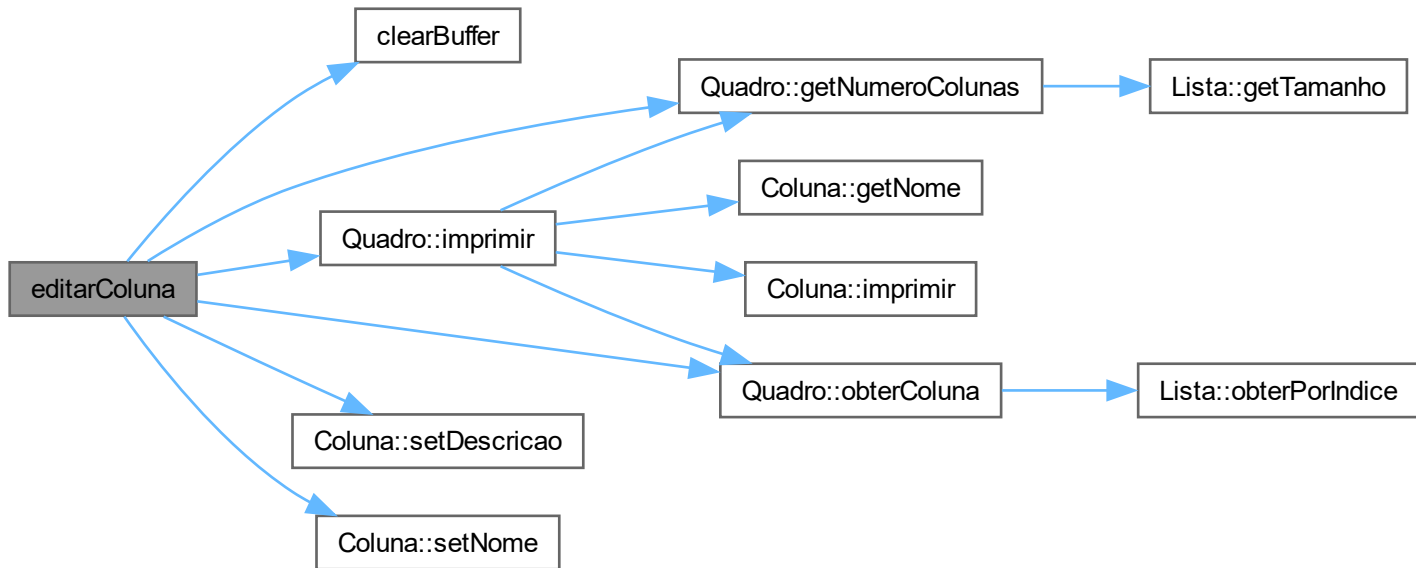 clearBuffer
Quadro::getNumeroColunas
Lista::getTamanho
Coluna::getNome
Quadro::imprimir
editarColuna
Coluna::imprimir
Quadro::obterColuna
Lista::obterPorIndice
Coluna::setDescricao
Coluna::setNome